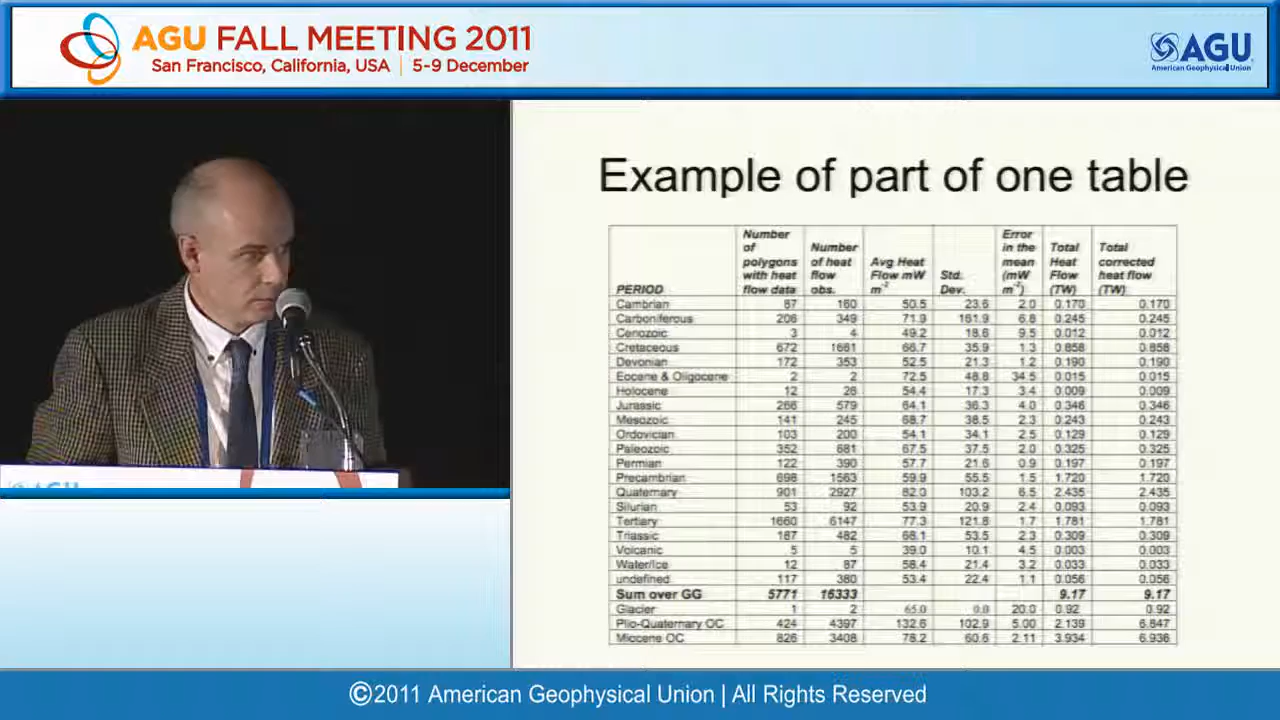 AGU FALL MEETING 2011
San Francisco, California, USA | 5-9 December
AGU
American Geophysical Union
Example of part of one table
PERIOD Number of polygons with heat flow data Number of heat flow obs. Avg Heat Flow mW m-2 Std. Dev. Error in the mean (mW m-2) Total Heat Flow (TW) Total corrected heat flow (TW)
Cambrian 87 160 50.5 23.6 2.0 0.170 0.170
Carboniferous 206 349 71.9 161.9 6.8 0.245 0.245
Cenozoic 3 4 49.2 18.6 9.5 0.012 0.012
Cretaceous 672 1661 66.7 35.9 1.3 0.858 0.858
Devonian 172 353 52.5 21.3 1.2 0.190 0.190
Eocene & Oligocene 2 2 72.5 48.8 34.5 0.015 0.015
Holocene 12 26 54.4 17.3 3.4 0.009 0.009
Jurassic 266 579 64.1 36.3 4.0 0.346 0.346
Mesozoic 141 245 68.7 38.5 2.3 0.243 0.243
Ordovician 103 200 54.1 34.1 2.5 0.129 0.129
Paleozoic 352 681 67.5 37.5 2.0 0.325 0.325
Permian 122 390 57.7 21.6 0.9 0.197 0.197
Precambrian 698 1563 59.9 55.5 1.5 1.720 1.720
Quaternary 901 2927 82.0 103.2 6.5 2.435 2.435
Silurian 53 92 53.9 20.9 2.4 0.093 0.093
Tertiary 1660 6147 77.3 121.8 1.7 1.781 1.781
Triassic 187 482 68.1 53.5 2.3 0.309 0.309
Volcanic 5 5 39.0 10.1 4.5 0.003 0.003
Water/Ice 12 87 58.4 21.4 3.2 0.033 0.033
undefined 117 380 53.4 22.4 1.1 0.056 0.056
Sum over GG 5771 16333 9.17 9.17
Glacier 1 2 65.0 0.0 20.0 0.92 0.92
Plio-Quaternary OC 424 4397 132.6 102.9 5.00 2.139 6.847
Miocene OC 826 3408 78.2 60.6 2.11 3.934 6.936
©2011 American Geophysical Union | All Rights Reserved